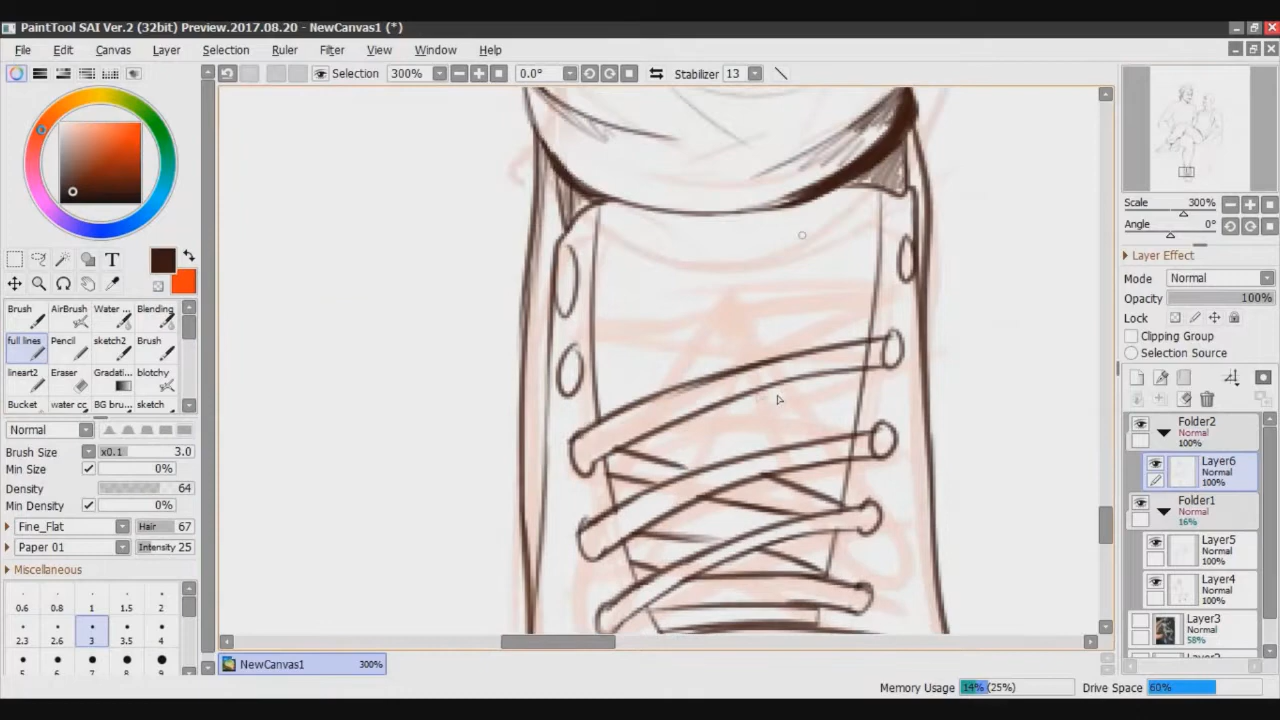 PaintTool SAI Ver.2 (32bit) Preview.2017.08.20 - NewCanvas1 (*)
File Edit Canvas Layer Selection Ruler Filter View Window Help
Selection 300% 0.0° Stabilizer 13
Scale 300%
Angle 0°
Layer Effect
Mode Normal
Opacity 100%
Lock
Clipping Group
Selection Source
T
Brush AirBrush Water ... Blending
full lines Pencil sketch2 Brush
lineart2 Eraser Gradati... blotchy
Bucket water cc BG bru... sketch
Normal
Brush Size x0.1 3.0
Min Size 0%
Density 64
Min Density 0%
Fine_Flat Hair 67
Paper 01 Intensity 25
Miscellaneous
0.6 0.8 1 1.5 2
2.3 2.6 3 3.5 4
5 6 7 8 9
Folder2
Normal
100%
Layer6
Normal
100%
Folder1
Normal
16%
Layer5
Normal
100%
Layer4
Normal
100%
Layer3
Normal
58%
NewCanvas1 300%
Memory Usage 14% (25%) Drive Space 60%